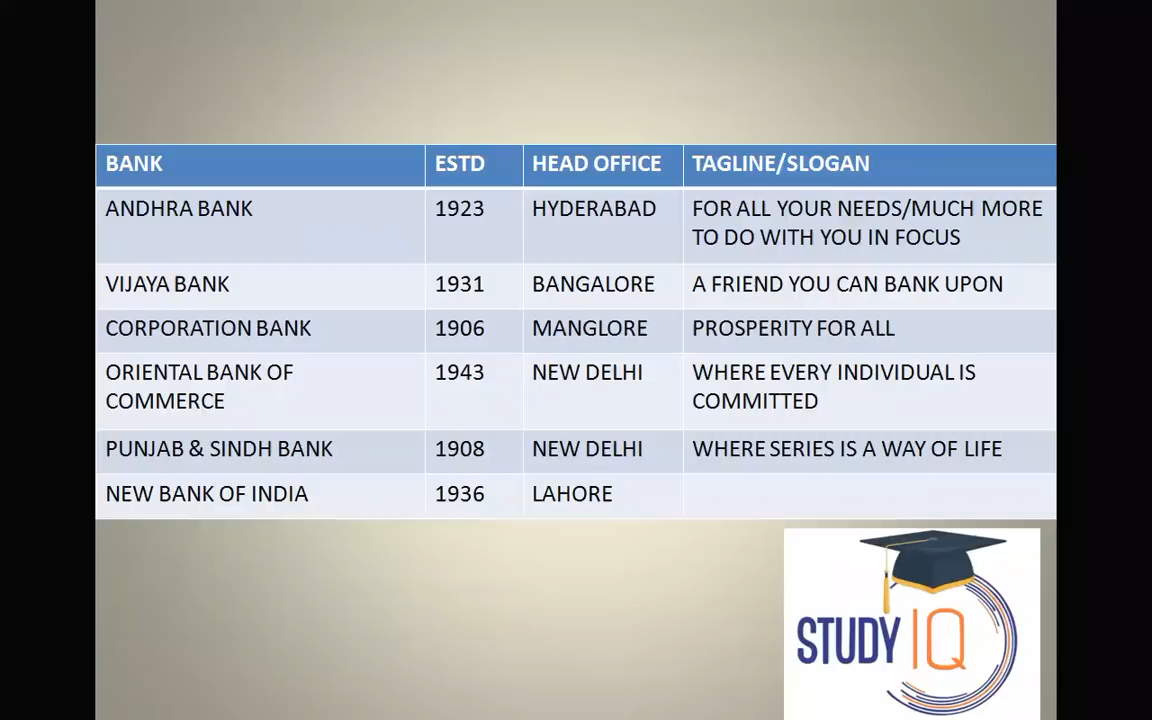 BANK ESTD HEAD OFFICE TAGLINE/SLOGAN
ANDHRA BANK 1923 HYDERABAD FOR ALL YOUR NEEDS/MUCH MORE
TO DO WITH YOU IN FOCUS
VIJAYA BANK 1931 BANGALORE A FRIEND YOU CAN BANK UPON
CORPORATION BANK 1906 MANGLORE PROSPERITY FOR ALL
ORIENTAL BANK OF 1943 NEW DELHI WHERE EVERY INDIVIDUAL IS
COMMERCE COMMITTED
PUNJAB & SINDH BANK 1908 NEW DELHI WHERE SERIES IS A WAY OF LIFE
NEW BANK OF INDIA 1936 LAHORE
STUDY IQ